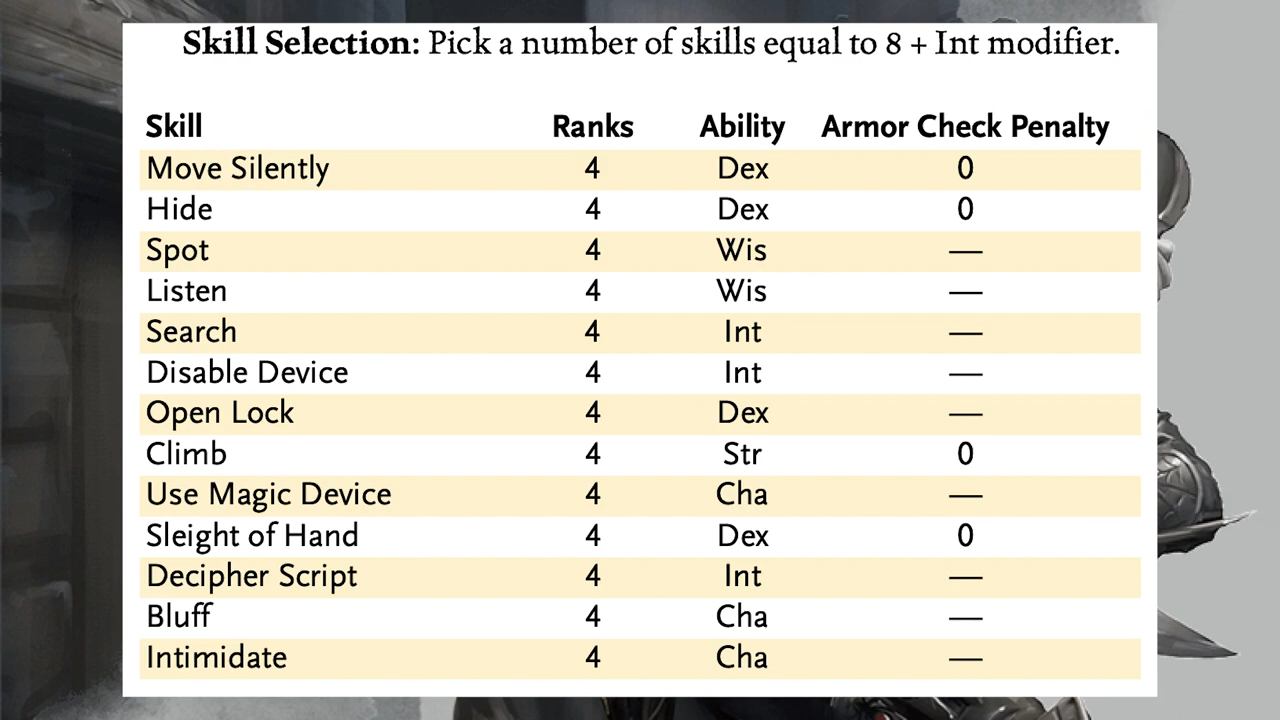 Skill Selection: Pick a number of skills equal to 8 + Int modifier.
Skill Ranks Ability Armor Check Penalty
Move Silently 4 Dex 0
Hide 4 Dex 0
Spot 4 Wis —
Listen 4 Wis —
Search 4 Int —
Disable Device 4 Int —
Open Lock 4 Dex —
Climb 4 Str 0
Use Magic Device 4 Cha —
Sleight of Hand 4 Dex 0
Decipher Script 4 Int —
Bluff 4 Cha —
Intimidate 4 Cha —